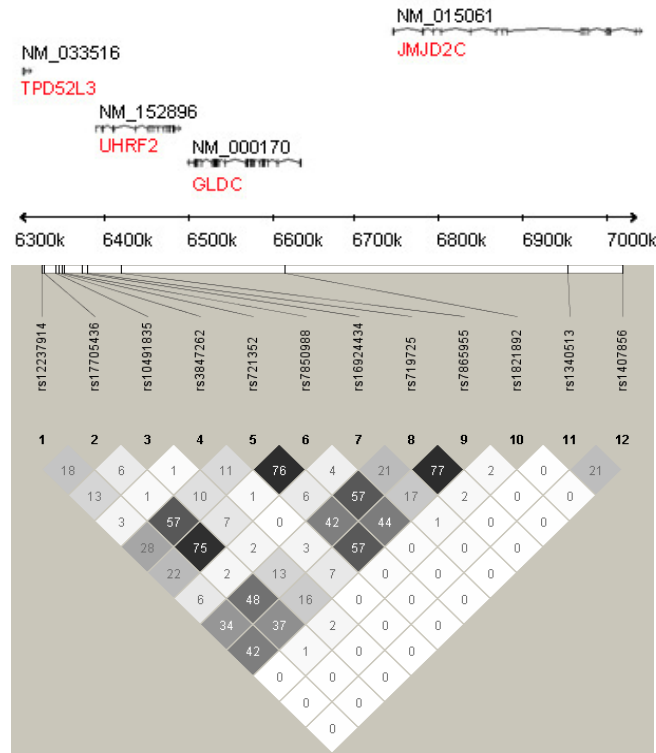 NM_015061
JMJD2C
NM_033516
TPD52L3
NM_152896
UHRF2
NM_000170
GLDC
6300k 6400k 6500k 6600k 6700k 6800k 6900k 7000k
rs12237914
rs17705436
rs10491835
rs3847262
rs721352
rs7850988
rs16924434
rs719725
rs7865955
rs1821892
rs1340513
rs1407856
1 2 3 4 5 6 7 8 9 10 11 12
18 6 1 11 76 4 21 77 2 0 21
13 1 10 1 6 57 17 2 0 0
3 57 7 0 42 44 1 0 0
28 75 2 3 57 0 0 0
22 2 13 7 0 0 0
6 48 16 0 0 0
34 37 2 0 0
42 1 0 0
0 0 0
0 0
0